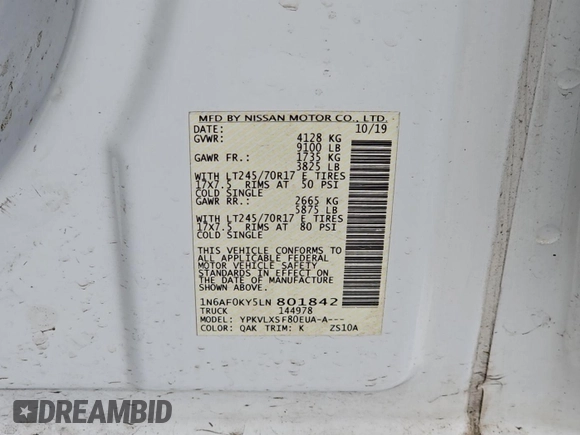 MFD BY NISSAN MOTOR CO., LTD.
DATE: 10/19
GVWR: 4128 KG
9100 LB
GAWR FR.: 1735 KG
3825 LB
WITH LT245/70R17 E TIRES
17X7.5 RIMS AT 50 PSI
COLD SINGLE
GAWR RR.: 2665 KG
5875 LB
WITH LT245/70R17 E TIRES
17X7.5 RIMS AT 80 PSI
COLD SINGLE
THIS VEHICLE CONFORMS TO
ALL APPLICABLE FEDERAL
MOTOR VEHICLE SAFETY
STANDARDS IN EFFECT ON
THE DATE OF MANUFACTURE
SHOWN ABOVE.
1N6AF0KY5LN801842
TRUCK 144978
MODEL: YPKVLXSF80EUA-A---
COLOR: QAK TRIM: K ZS10A
DREAMBID